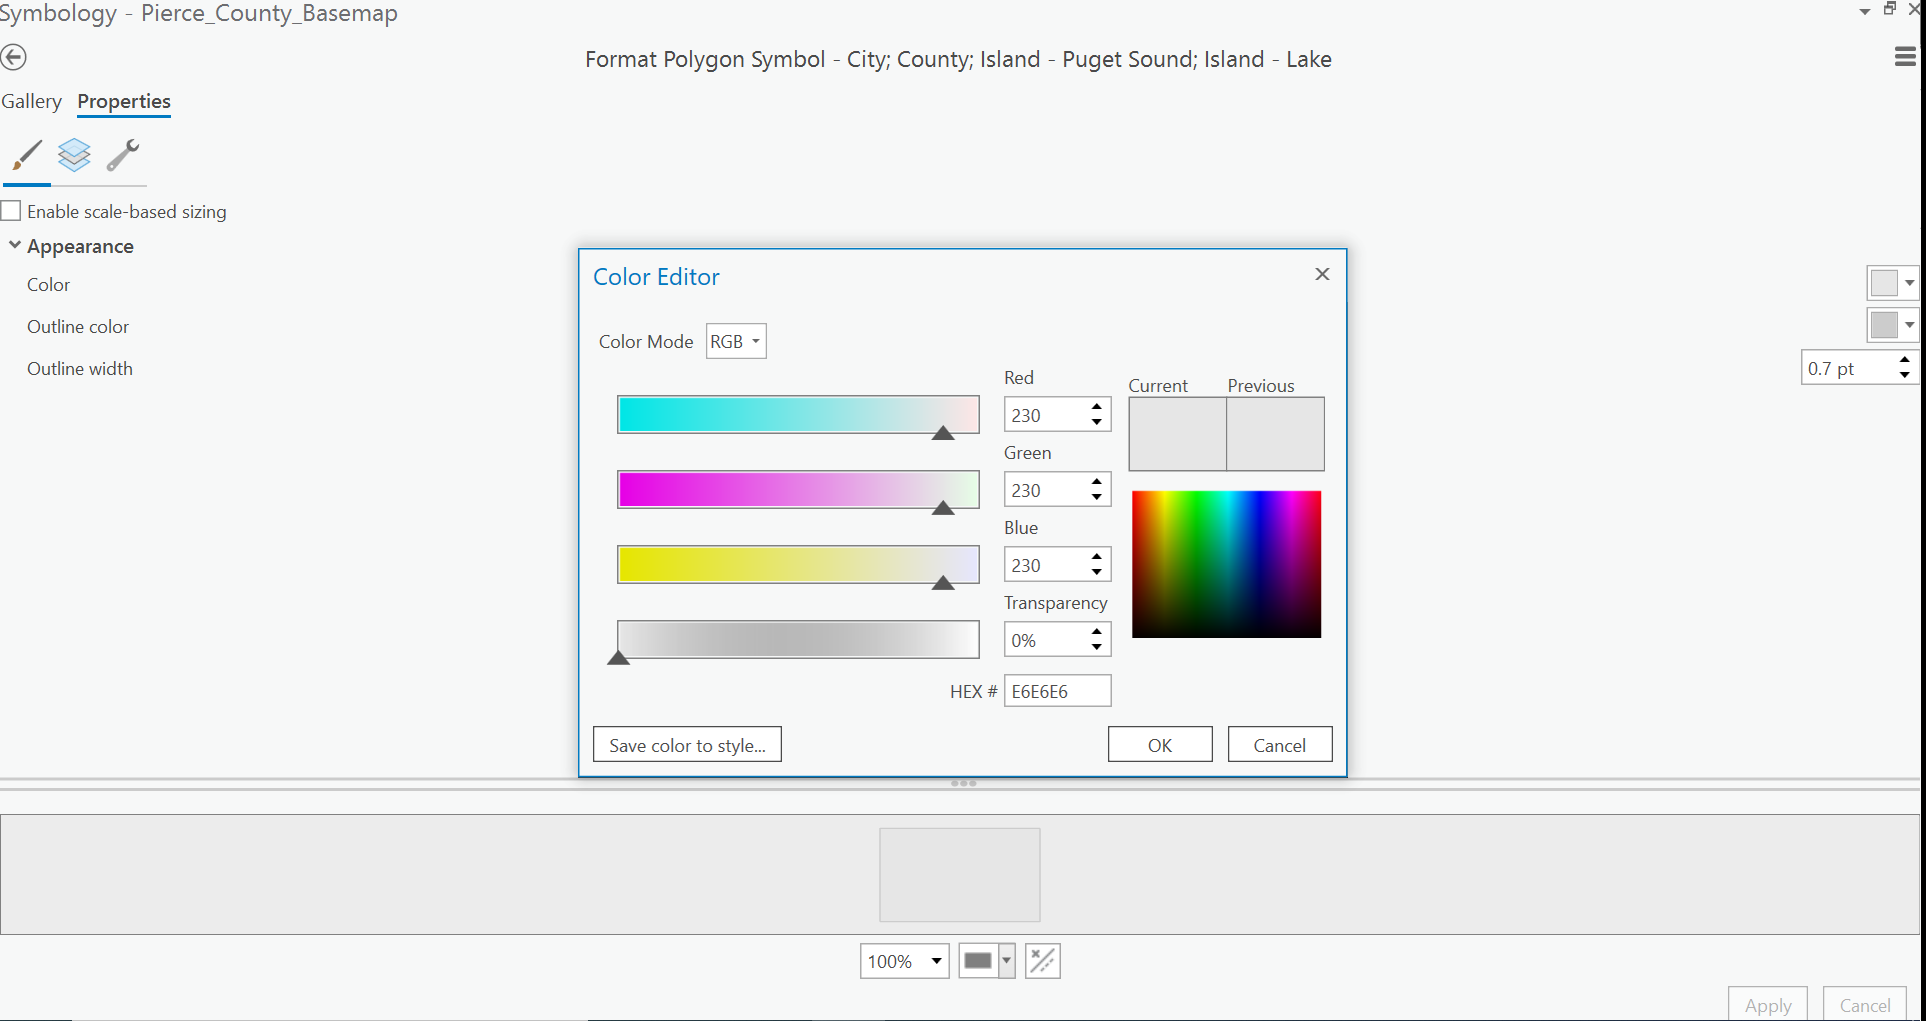 Symbology - Pierce_County_Basemap
Format Polygon Symbol - City; County; Island - Puget Sound; Island - Lake
Gallery Properties
Enable scale-based sizing
Appearance
Color
Outline color
Outline width
0.7 pt
Color Editor
Color Mode RGB
Red
230
Green
230
Blue
230
Transparency
0%
HEX # E6E6E6
Current Previous
Save color to style...
OK Cancel
100%
Apply Cancel